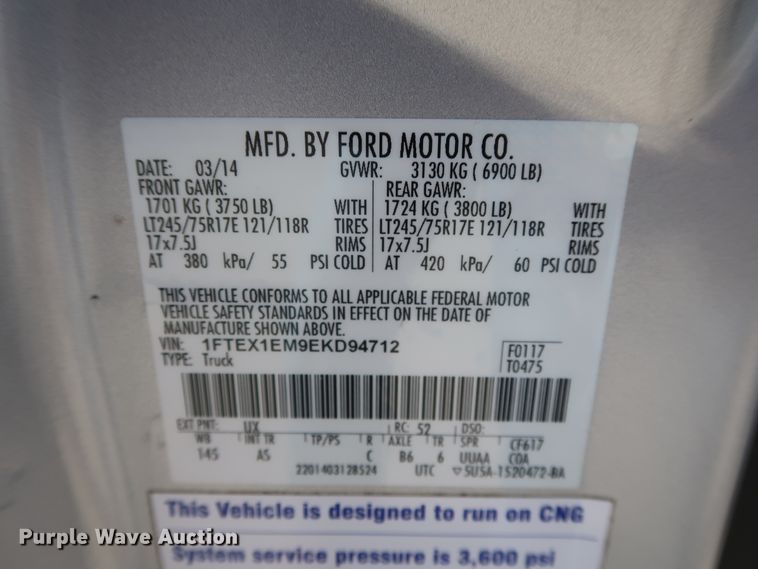 MFD. BY FORD MOTOR CO.
DATE: 03/14 GVWR: 3130 KG ( 6900 LB)
FRONT GAWR: REAR GAWR:
1701 KG ( 3750 LB) WITH 1724 KG ( 3800 LB) WITH
LT245/75R17E 121/118R TIRES LT245/75R17E 121/118R TIRES
17x7.5J RIMS 17x7.5J RIMS
AT 380 kPa/ 55 PSI COLD AT 420 kPa/ 60 PSI COLD
THIS VEHICLE CONFORMS TO ALL APPLICABLE FEDERAL MOTOR
VEHICLE SAFETY STANDARDS IN EFFECT ON THE DATE OF
MANUFACTURE SHOWN ABOVE.
VIN: 1FTEX1EM9EKD94712 F0117
TYPE: Truck T0475
EXT PNT: UX RC: 52 DSO:
WB INT TR TP/PS R AXLE TR SPR CF617
145 AS C B6 6 UUAA COA
2201403128524 UTC ▽5U5A-1520472-BA
This Vehicle is designed to run on CNG
System service pressure is 3,600 psi
Purple Wave Auction